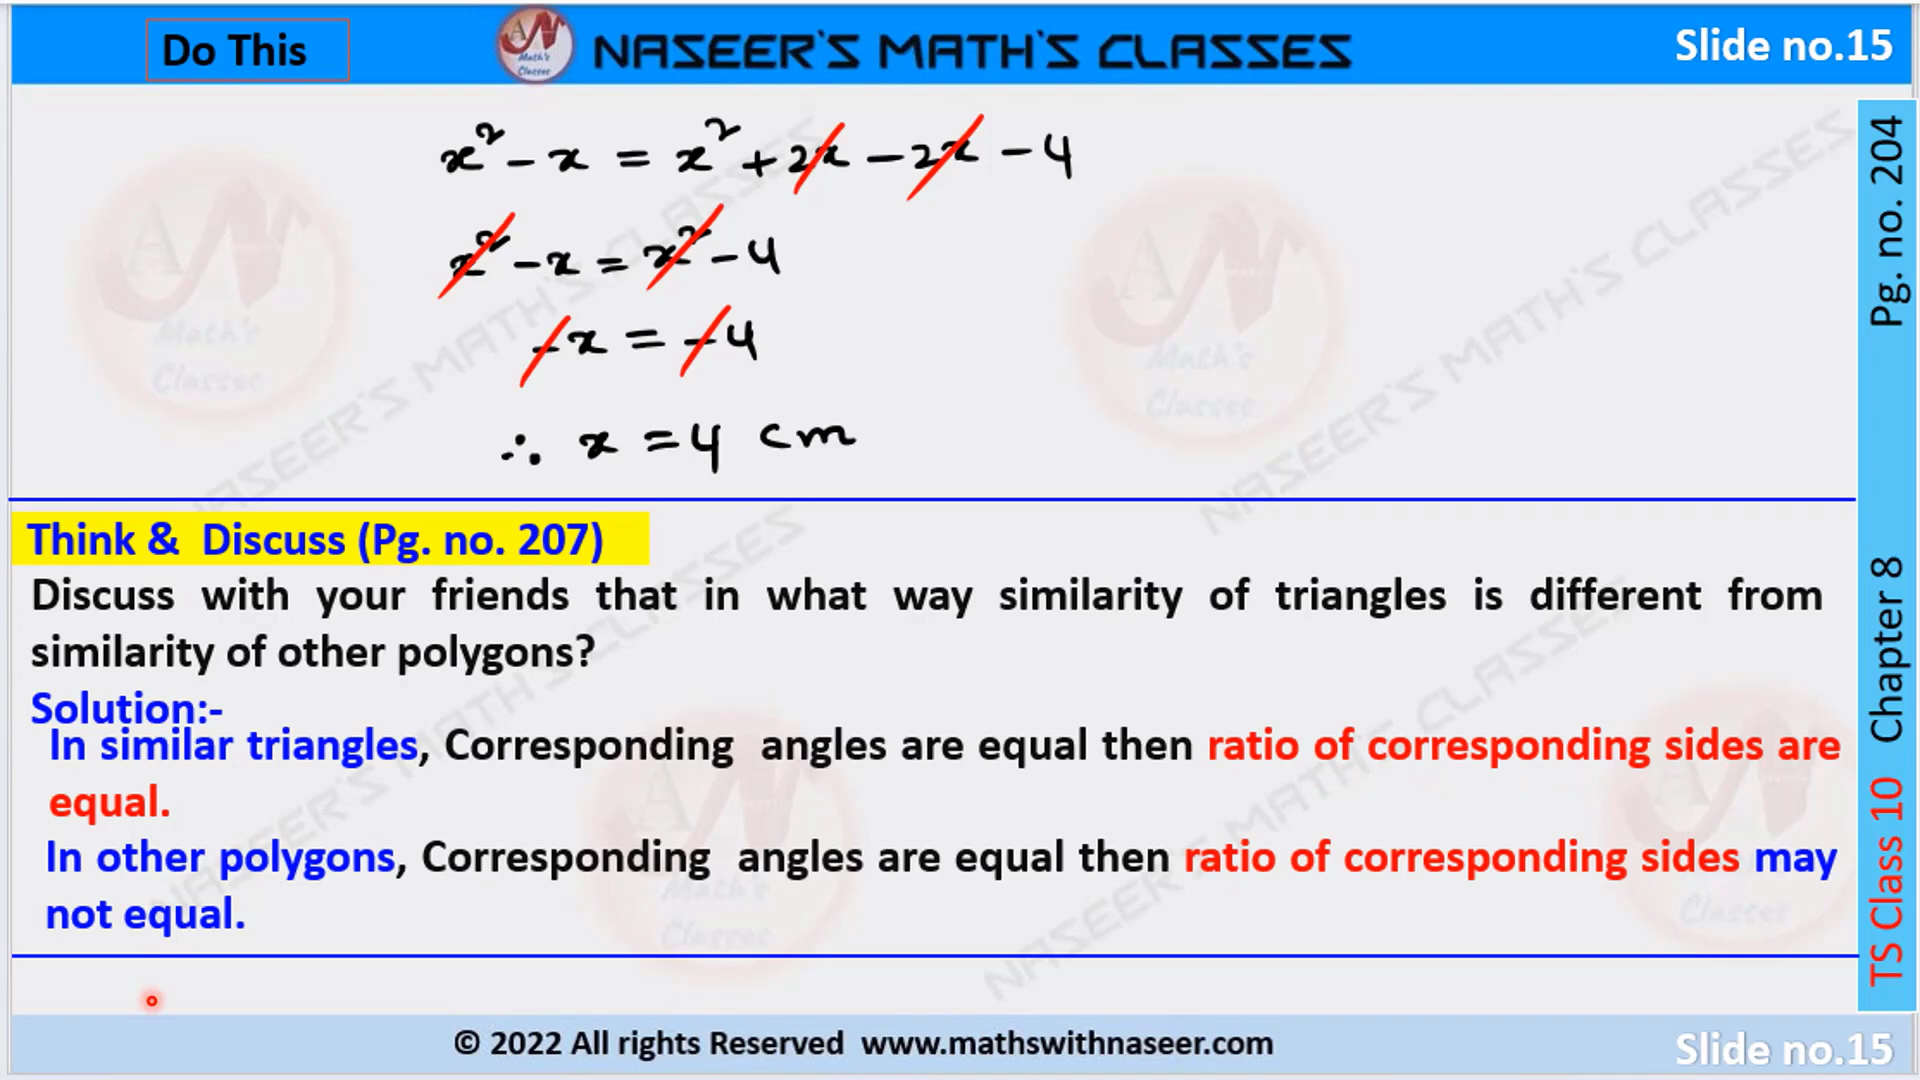 Do This
NASEER'S MATH'S CLASSES
Slide no.15
x² - x = x² + 2x - 2x - 4
x² - x = x² - 4
-x = -4
∴ x = 4 cm
Think & Discuss (Pg. no. 207)
Discuss with your friends that in what way similarity of triangles is different from
similarity of other polygons?
Solution:-
In similar triangles, Corresponding angles are equal then ratio of corresponding sides are
equal.
In other polygons, Corresponding angles are equal then ratio of corresponding sides may
not equal.
TS Class 10 Chapter 8 Pg. no. 204
© 2022 All rights Reserved www.mathswithnaseer.com
Slide no.15